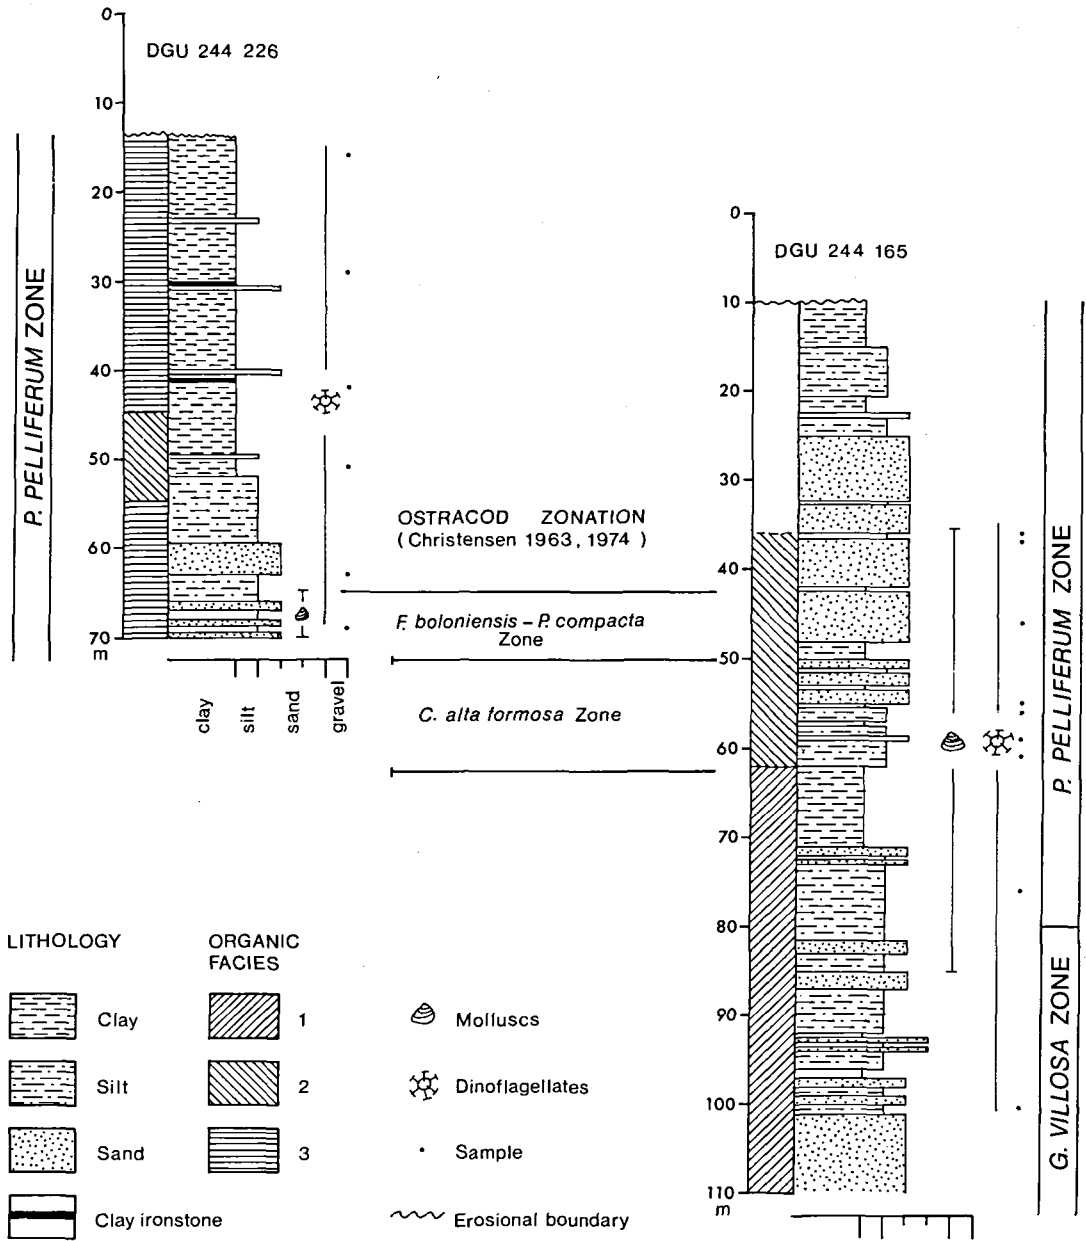 0
DGU 244 226
10
20
30
40
50
60
70
m
P. PELLIFERUM ZONE
clay
silt
sand
gravel
OSTRACOD ZONATION
( Christensen 1963, 1974 )
F. boloniensis – P. compacta
Zone
C. alta formosa Zone
0
DGU 244 165
10
20
30
40
50
60
70
80
90
100
110
m
P. PELLIFERUM ZONE
G. VILLOSA ZONE
LITHOLOGY
Clay
Silt
Sand
Clay ironstone
ORGANIC
FACIES
1
2
3
Molluscs
Dinoflagellates
Sample
Erosional boundary